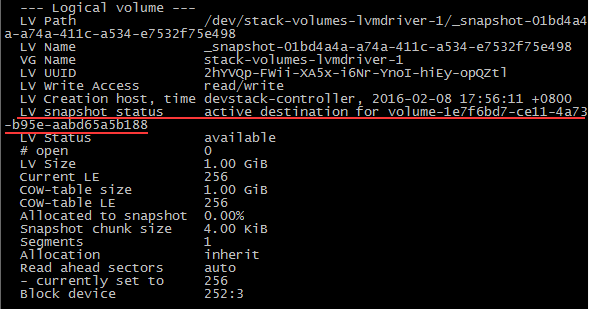 --- Logical volume ---
LV Path /dev/stack-volumes-lvmdriver-1/_snapshot-01bd4a4
a-a74a-411c-a534-e7532f75e498
LV Name _snapshot-01bd4a4a-a74a-411c-a534-e7532f75e498
VG Name stack-volumes-lvmdriver-1
LV UUID 2hYVQp-FWii-XA5x-i6Nr-YnoI-hiEy-opQZtl
LV Write Access read/write
LV Creation host, time devstack-controller, 2016-02-08 17:56:11 +0800
LV snapshot status active destination for volume-1e7f6bd7-ce11-4a73
-b95e-aabd65a5b188
LV Status available
# open 0
LV Size 1.00 GiB
Current LE 256
COW-table size 1.00 GiB
COW-table LE 256
Allocated to snapshot 0.00%
Snapshot chunk size 4.00 KiB
Segments 1
Allocation inherit
Read ahead sectors auto
- currently set to 256
Block device 252:3